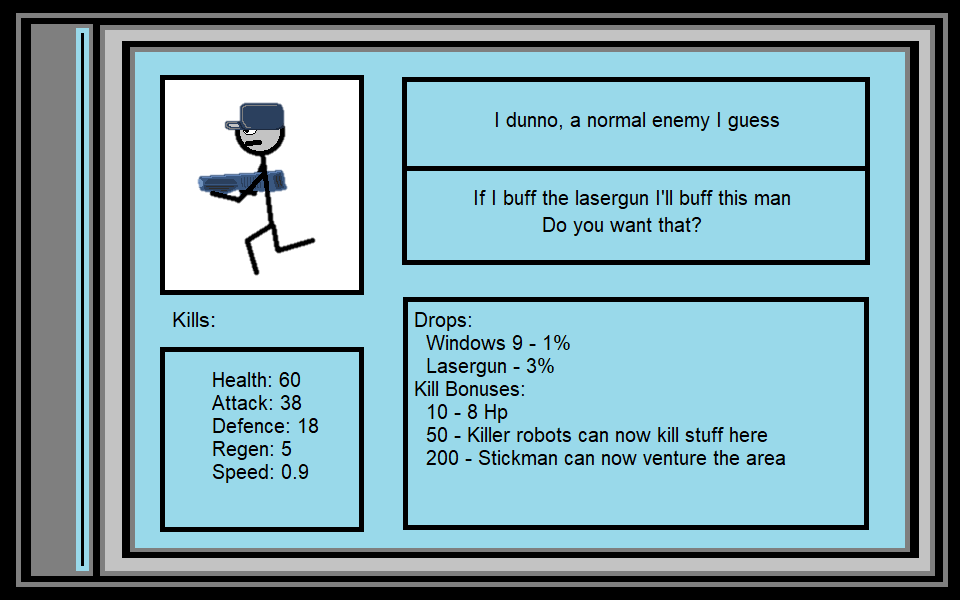 I dunno, a normal enemy I guess
If I buff the lasergun I'll buff this man
Do you want that?
Kills:
Health: 60
Attack: 38
Defence: 18
Regen: 5
Speed: 0.9
Drops:
Windows 9 - 1%
Lasergun - 3%
Kill Bonuses:
10 - 8 Hp
50 - Killer robots can now kill stuff here
200 - Stickman can now venture the area